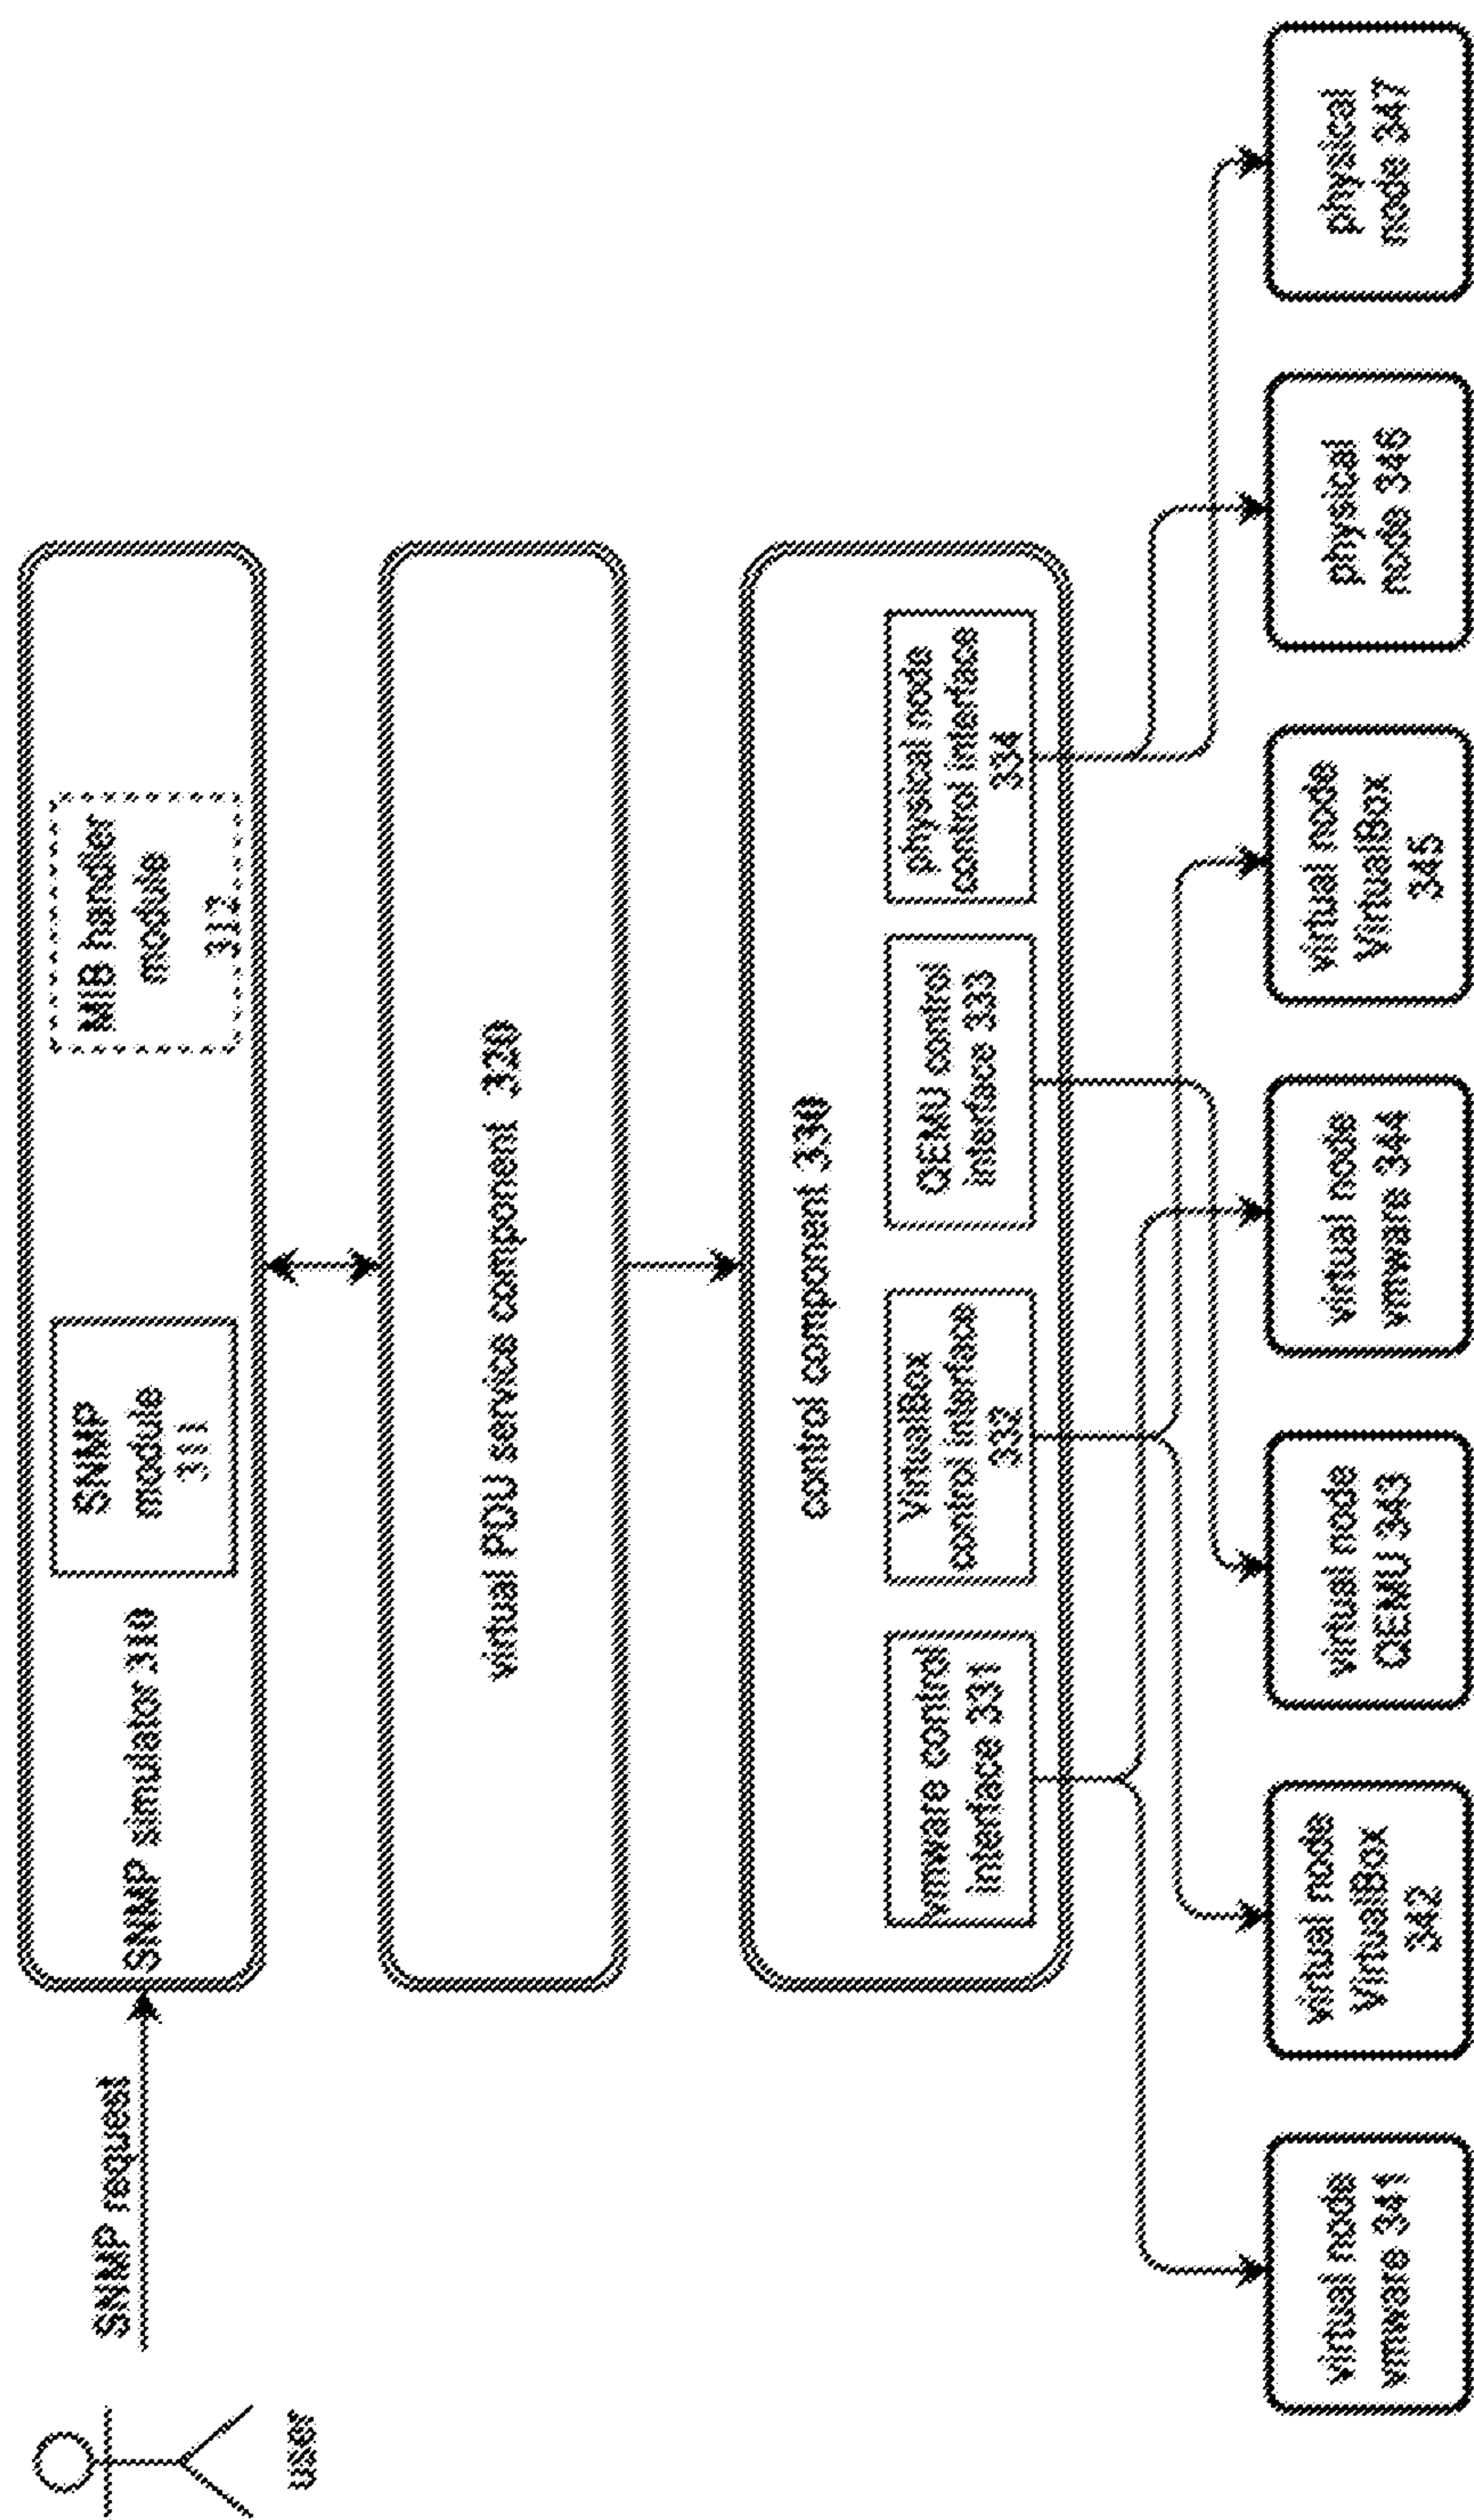 user
SNMP request
SNMP simulator 310
SNMP
module
311
MIB handler
module
312
virtual PDU service component 320
control component 330
vmware control
interface 331
VirtualBox
control interface
332
QEMU control
interface 333
physical node
control interface
334
virtual node
vmware 341
virtual node
VirtualBox
342
virtual node
QEMU 343
virtual node
vmware 344
virtual node
VirtualBox
345
physical
node 346
physical
node 347